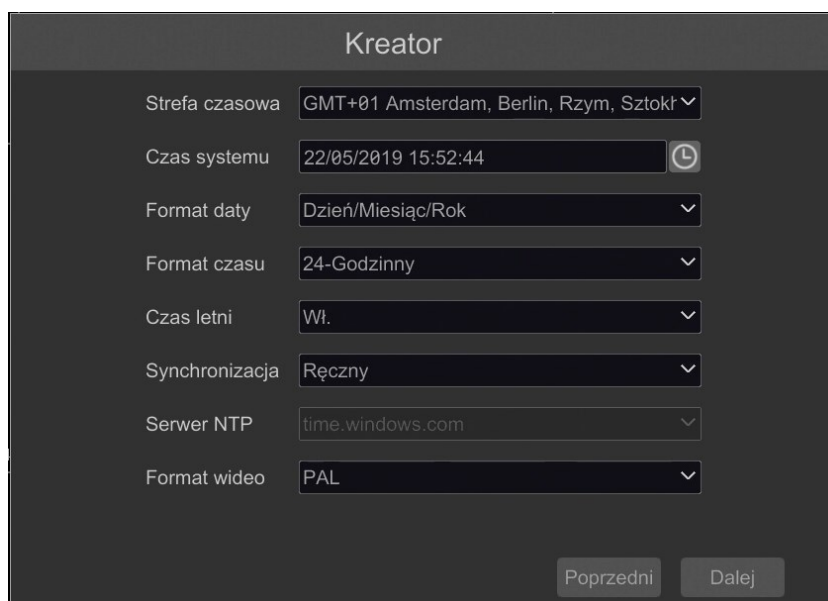 Kreator
Strefa czasowa GMT+01 Amsterdam, Berlin, Rzym, Sztokh
Czas systemu 22/05/2019 15:52:44
Format daty Dzień/Miesiąc/Rok
Format czasu 24-Godzinny
Czas letni Wł.
Synchronizacja Ręczny
Serwer NTP time.windows.com
Format wideo PAL
Poprzedni Dalej